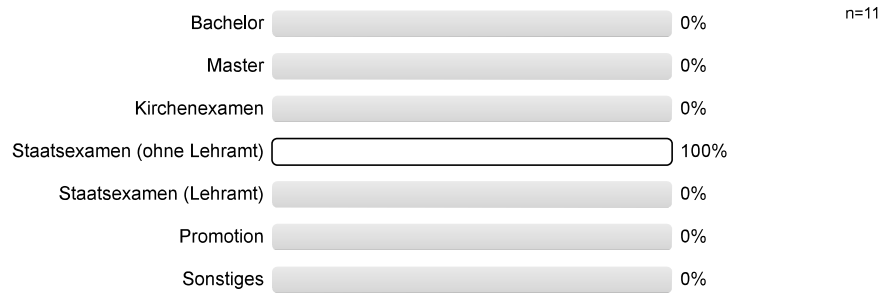 Bachelor 0% n=11
Master 0%
Kirchenexamen 0%
Staatsexamen (ohne Lehramt) 100%
Staatsexamen (Lehramt) 0%
Promotion 0%
Sonstiges 0%